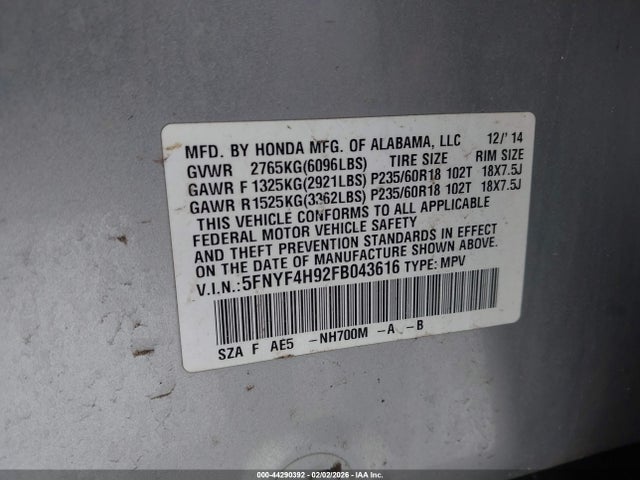 MFD. BY HONDA MFG. OF ALABAMA, LLC 12/'14
GVWR 2765KG(6096LBS) TIRE SIZE RIM SIZE
GAWR F 1325KG(2921LBS) P235/60R18 102T 18X7.5J
GAWR R 1525KG(3362LBS) P235/60R18 102T 18X7.5J
THIS VEHICLE CONFORMS TO ALL APPLICABLE
FEDERAL MOTOR VEHICLE SAFETY
AND THEFT PREVENTION STANDARDS IN EFFECT
ON THE DATE OF MANUFACTURE SHOWN ABOVE.
V.I.N.: 5FNYF4H92FB043616 TYPE: MPV
SZA F AE5 -NH700M -A -B
000-44290392 - 02/02/2026 - IAAI.COM